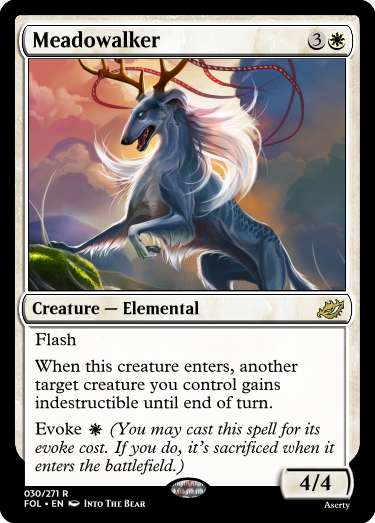 Meadowalker 3
Creature — Elemental
Flash
When this creature enters, another
target creature you control gains
indestructible until end of turn.
Evoke (You may cast this spell for its
evoke cost. If you do, it's sacrificed when it
enters the battlefield.)
4/4
030/271 R
FOL • EN Into The Bear
Aserty